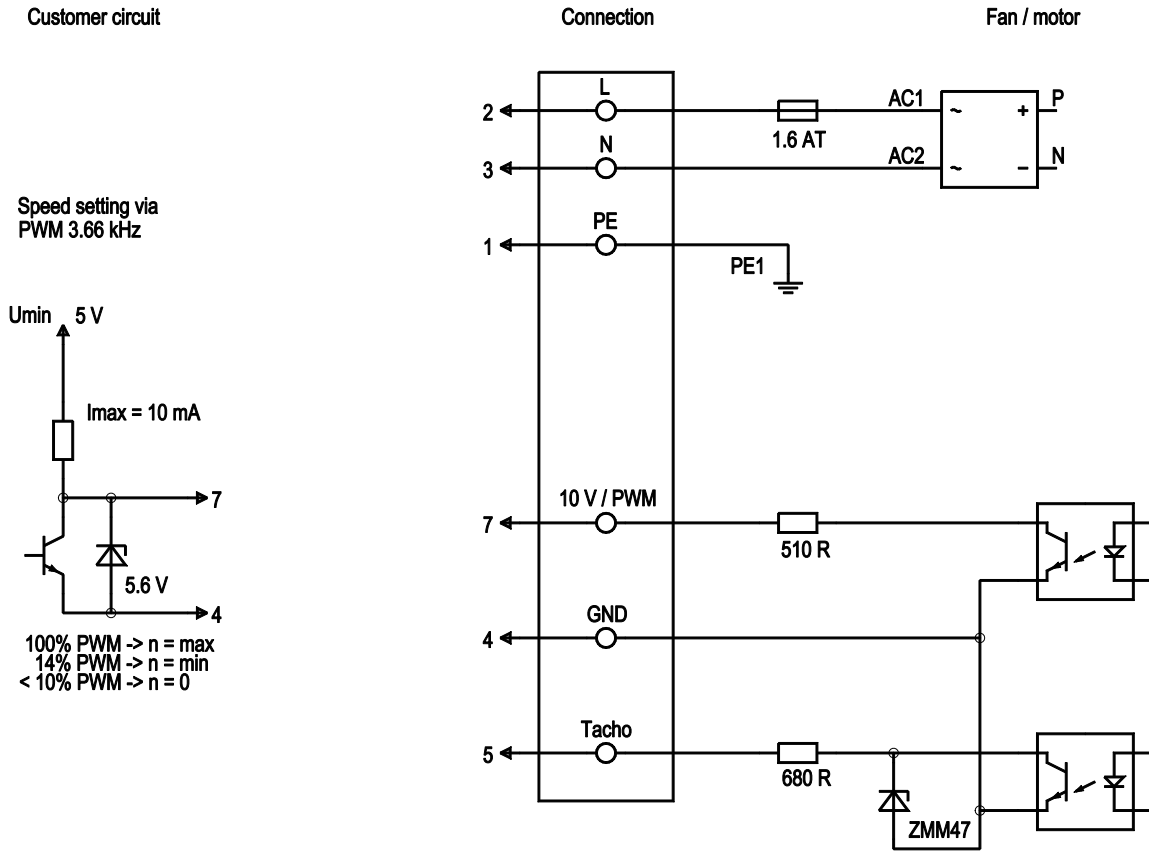 Customer circuit
Connection
Fan / motor
L
2
AC1
~
+
P
1.6 AT
N
3
AC2
~
–
N
Speed setting via
PWM 3.66 kHz
PE
1
PE1
Umin
5 V
Imax = 10 mA
7
10 V / PWM
7
510 R
5.6 V
4
GND
4
100% PWM -> n = max
14% PWM -> n = min
< 10% PWM -> n = 0
Tacho
5
680 R
ZMM47